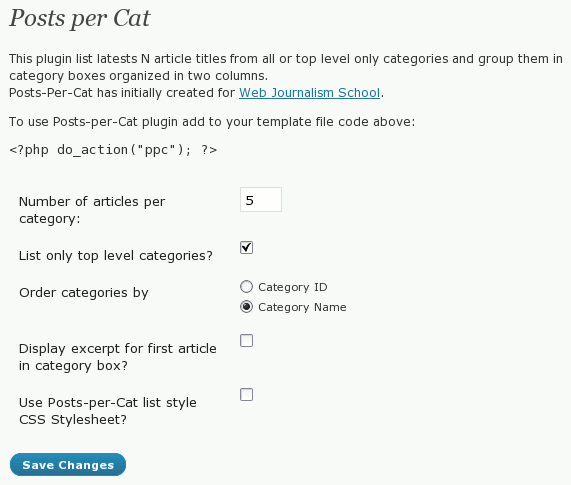 Posts per Cat
This plugin list latests N article titles from all or top level only categories and group them in
category boxes organized in two columns.
Posts-Per-Cat has initially created for Web Journalism School.
To use Posts-per-Cat plugin add to your template file code above:
<?php do_action("ppc"); ?>
Number of articles per
category:
5
List only top level categories?
Order categories by
Category ID
Category Name
Display excerpt for first article
in category box?
Use Posts-per-Cat list style
CSS Stylesheet?
Save Changes